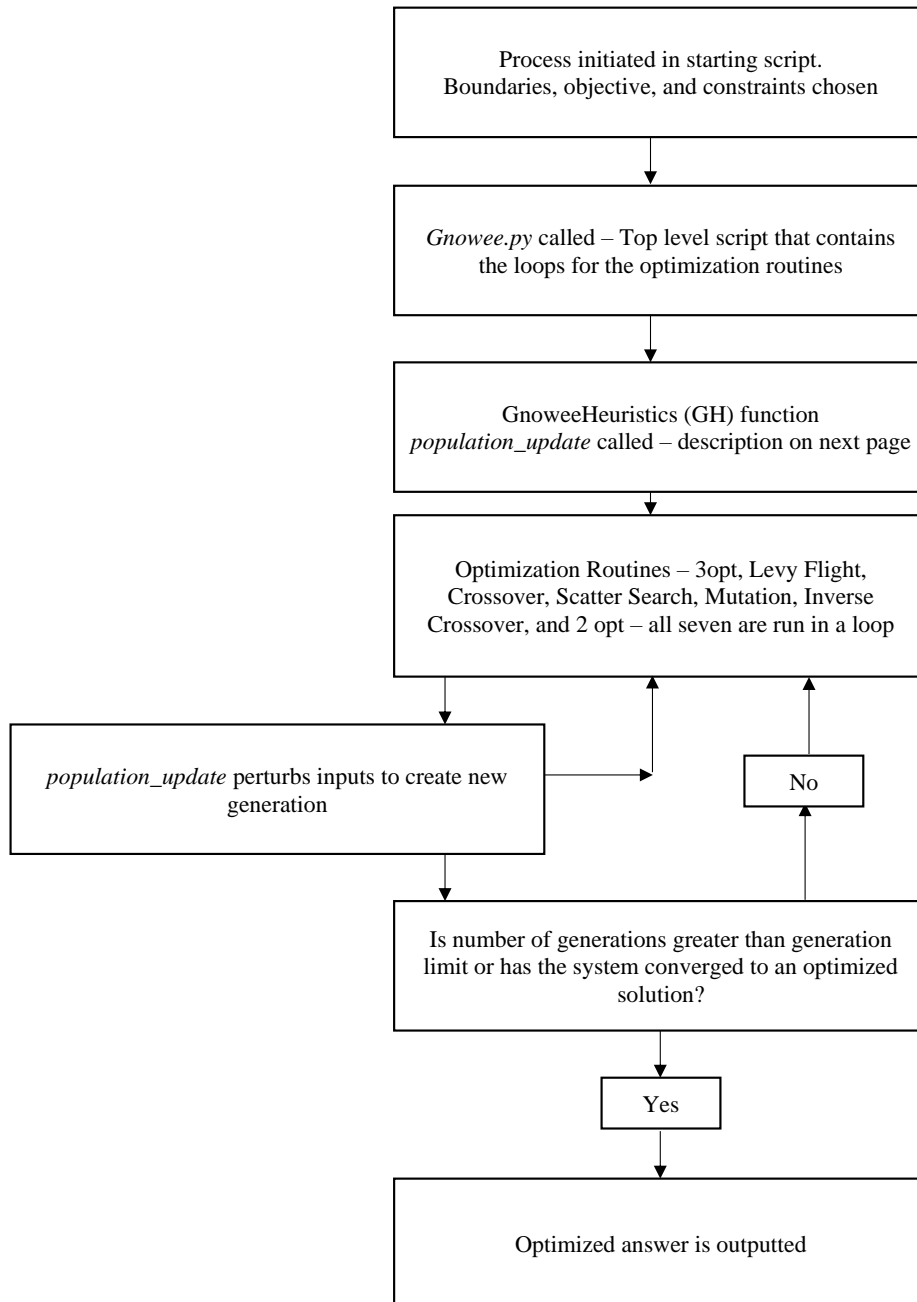 Process initiated in starting script.
Boundaries, objective, and constraints chosen
Gnowee.py called – Top level script that contains
the loops for the optimization routines
GnoweeHeuristics (GH) function
population_update called – description on next page
Optimization Routines – 3opt, Levy Flight,
Crossover, Scatter Search, Mutation, Inverse
Crossover, and 2 opt – all seven are run in a loop
population_update perturbs inputs to create new
generation
No
Is number of generations greater than generation
limit or has the system converged to an optimized
solution?
Yes
Optimized answer is outputted